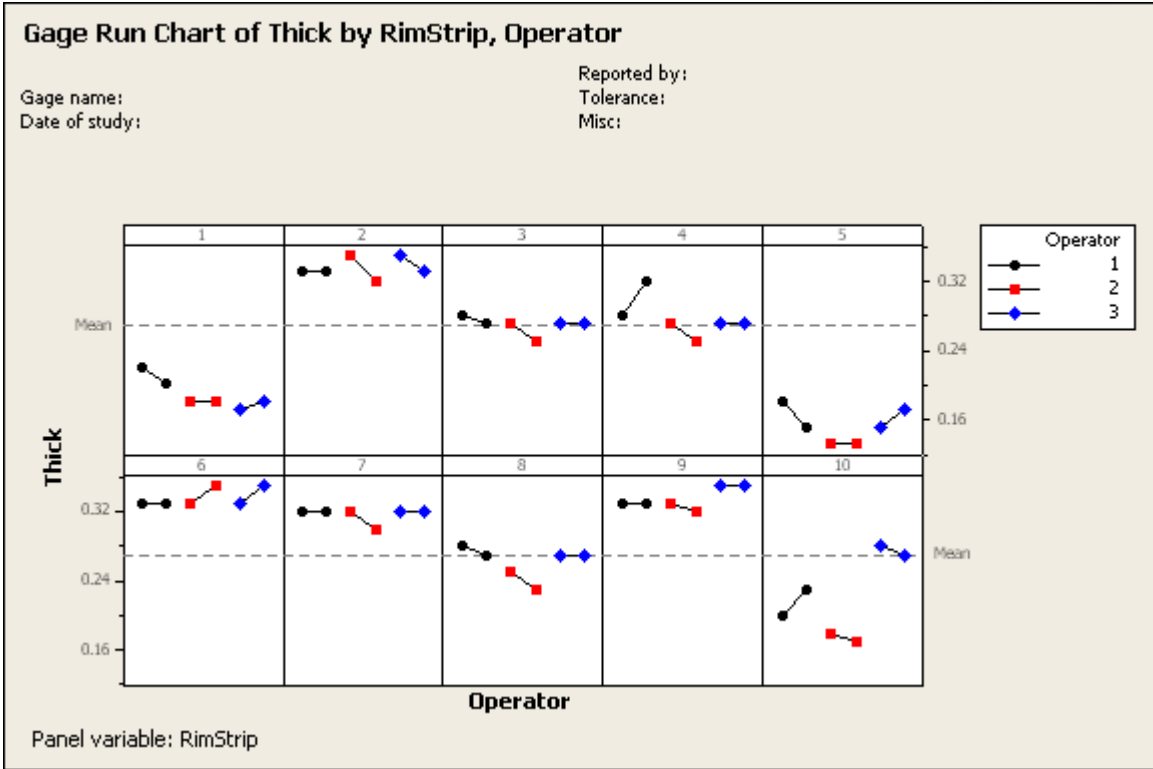 Gage Run Chart of Thick by RimStrip, Operator
Reported by:
Gage name:
Tolerance:
Date of study:
Misc:
1 2 3 4 5
Operator
1
2
3
0.32
Mean
0.24
0.16
Thick
6 7 8 9 10
0.32
Mean
0.24
0.16
Operator
Panel variable: RimStrip